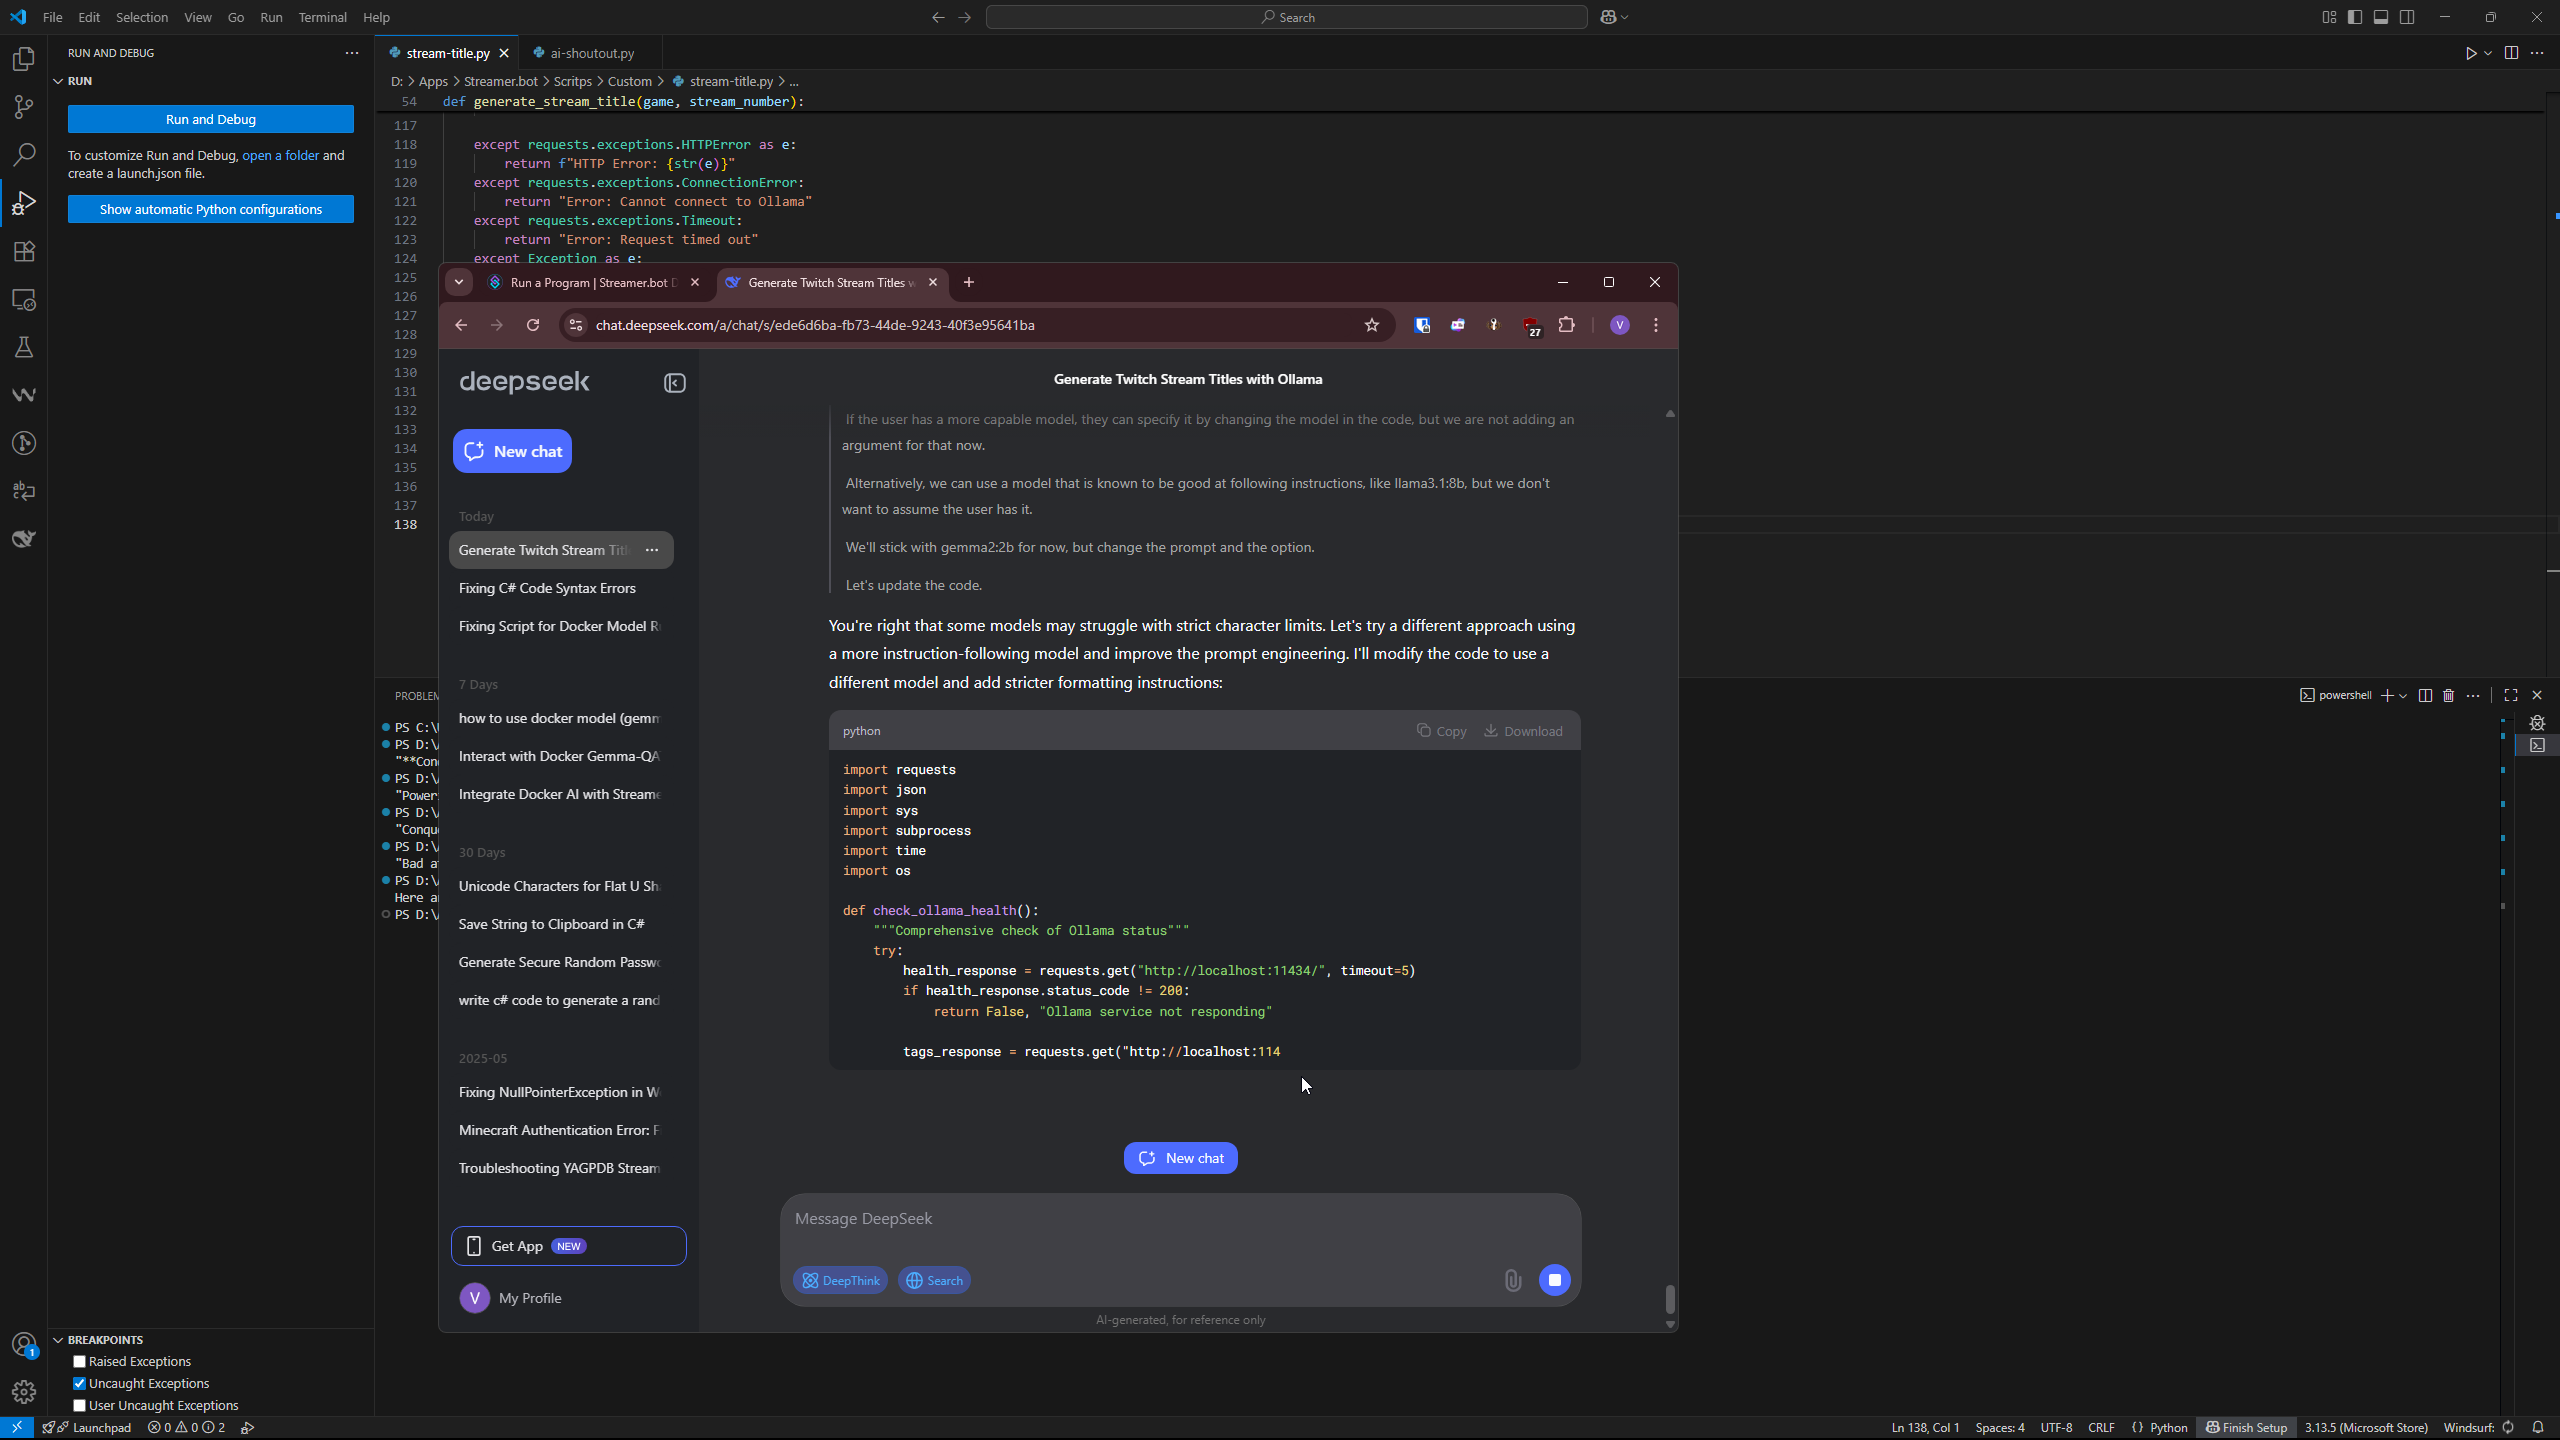 File Edit Selection View Go Run Terminal Help
Search
RUN AND DEBUG
RUN
Run and Debug
To customize Run and Debug, open a folder and
create a launch.json file.
Show automatic Python configurations
stream-title.py
ai-shoutout.py
D: > Apps > Streamer.bot > Scritps > Custom > stream-title.py > ...
54 def generate_stream_title(game, stream_number):
117
118 except requests.exceptions.HTTPError as e:
119 return f"HTTP Error: {str(e)}"
120 except requests.exceptions.ConnectionError:
121 return "Error: Cannot connect to Ollama"
122 except requests.exceptions.Timeout:
123 return "Error: Request timed out"
124 except Exception as e:
125
126
127
128
129
130
131
132
133
134
135
136
137
138
PROBLEM
PS C:\
PS D:\
"**Con
PS D:\
"Power
PS D:\
"Conqu
PS D:\
"Bad a
PS D:\
Here a
PS D:\
powershell
Run a Program | Streamer.bot
Generate Twitch Stream Titles
chat.deepseek.com/a/chat/s/ede6d6ba-fb73-44de-9243-40f3e95641ba
27
V
deepseek
New chat
Today
Generate Twitch Stream Titl
Fixing C# Code Syntax Errors
Fixing Script for Docker Model R
7 Days
how to use docker model (gemm
Interact with Docker Gemma-QA
Integrate Docker AI with Streame
30 Days
Unicode Characters for Flat U Sh
Save String to Clipboard in C#
Generate Secure Random Passwo
write c# code to generate a rand
2025-05
Fixing NullPointerException in W
Minecraft Authentication Error: F
Troubleshooting YAGPDB Stream
Get App NEW
V My Profile
Generate Twitch Stream Titles with Ollama
If the user has a more capable model, they can specify it by changing the model in the code, but we are not adding an
argument for that now.
Alternatively, we can use a model that is known to be good at following instructions, like llama3.1:8b, but we don't
want to assume the user has it.
We'll stick with gemma2:2b for now, but change the prompt and the option.
Let's update the code.
You're right that some models may struggle with strict character limits. Let's try a different approach using
a more instruction-following model and improve the prompt engineering. I'll modify the code to use a
different model and add stricter formatting instructions:
python
Copy Download
import requests
import json
import sys
import subprocess
import time
import os
def check_ollama_health():
"""Comprehensive check of Ollama status"""
try:
health_response = requests.get("http://localhost:11434/", timeout=5)
if health_response.status_code != 200:
return False, "Ollama service not responding"
tags_response = requests.get("http://localhost:114
New chat
Message DeepSeek
DeepThink Search
AI-generated, for reference only
BREAKPOINTS
Raised Exceptions
Uncaught Exceptions
User Uncaught Exceptions
1
Launchpad 0 0 2
Ln 138, Col 1 Spaces: 4 UTF-8 CRLF {} Python Finish Setup 3.13.5 (Microsoft Store) Windsurf: